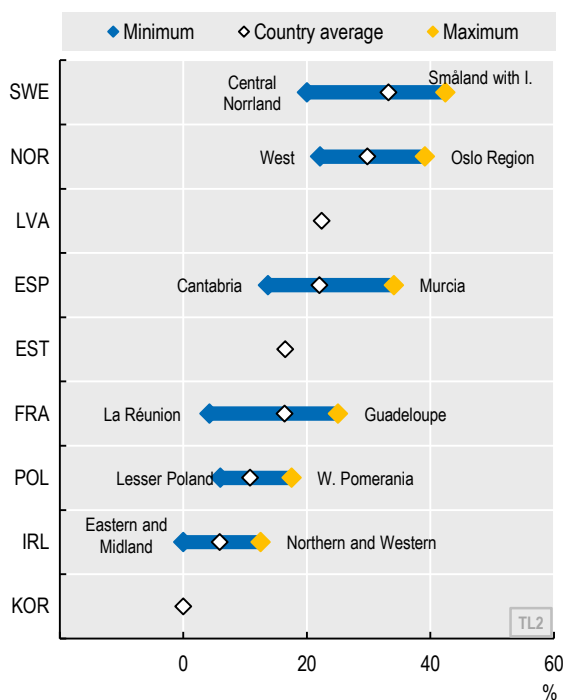 Minimum Country average Maximum
SWE Central Norrland Småland with I.
NOR West Oslo Region
LVA
ESP Cantabria Murcia
EST
FRA La Réunion Guadeloupe
POL Lesser Poland W. Pomerania
IRL Eastern and Midland Northern and Western
KOR
TL2
0 20 40 60
%